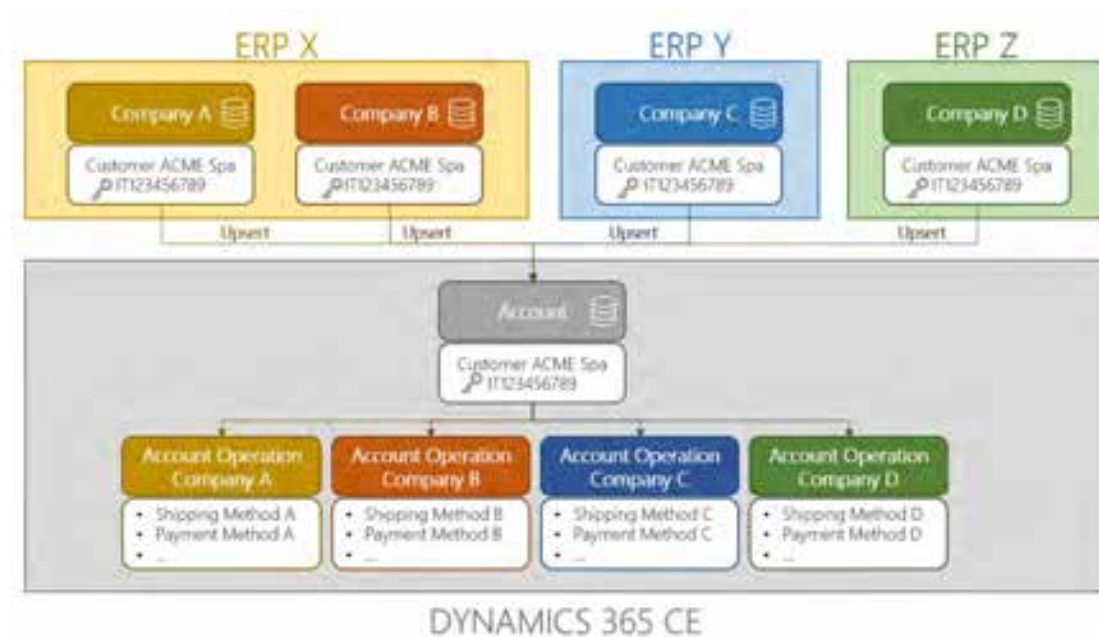 ERP X
ERP Y
ERP Z
Company A
Company B
Company C
Company D
Customer ACME Spa
IT123456789
Customer ACME Spa
IT123456789
Customer ACME Spa
IT123456789
Customer ACME Spa
IT123456789
Upsert
Upsert
Upsert
Upsert
Account
Customer ACME Spa
IT123456789
Account Operation
Company A
• Shipping Method A
• Payment Method A
• ...
Account Operation
Company B
• Shipping Method B
• Payment Method B
• ...
Account Operation
Company C
• Shipping Method C
• Payment Method C
• ...
Account Operation
Company D
• Shipping Method D
• Payment Method D
• ...
DYNAMICS 365 CE